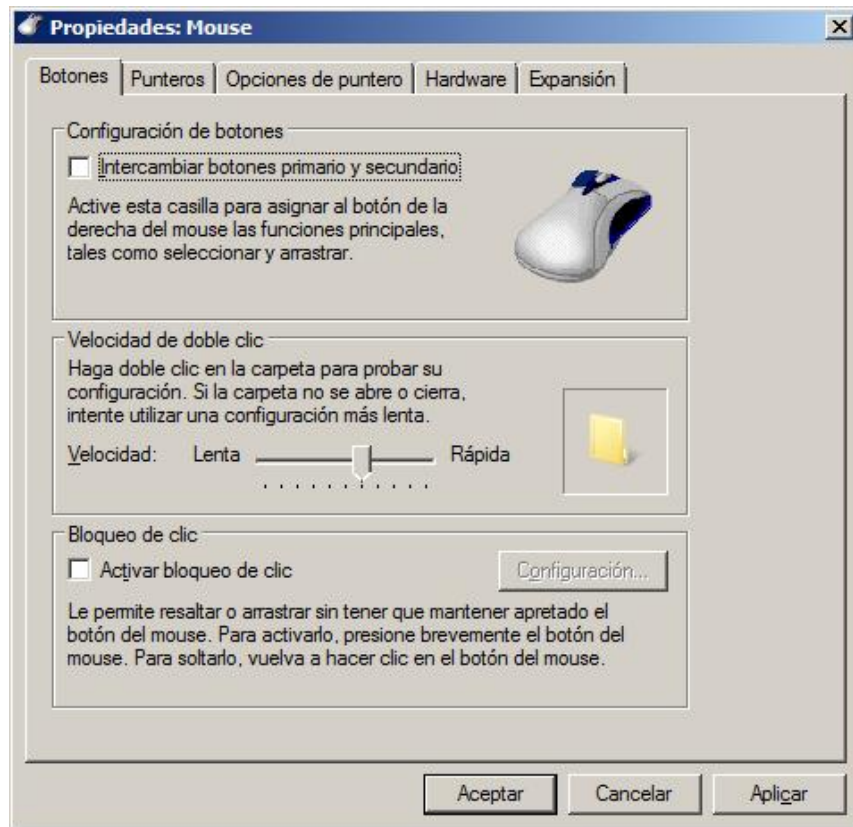 Propiedades: Mouse
Botones Punteros Opciones de puntero Hardware Expansión
Configuración de botones
Intercambiar botones primario y secundario
Active esta casilla para asignar al botón de la
derecha del mouse las funciones principales,
tales como seleccionar y arrastrar.
Velocidad de doble clic
Haga doble clic en la carpeta para probar su
configuración. Si la carpeta no se abre o cierra,
intente utilizar una configuración más lenta.
Velocidad: Lenta Rápida
Bloqueo de clic
Activar bloqueo de clic Configuración...
Le permite resaltar o arrastrar sin tener que mantener apretado el
botón del mouse. Para activarlo, presione brevemente el botón del
mouse. Para soltarlo, vuelva a hacer clic en el botón del mouse.
Aceptar Cancelar Aplicar